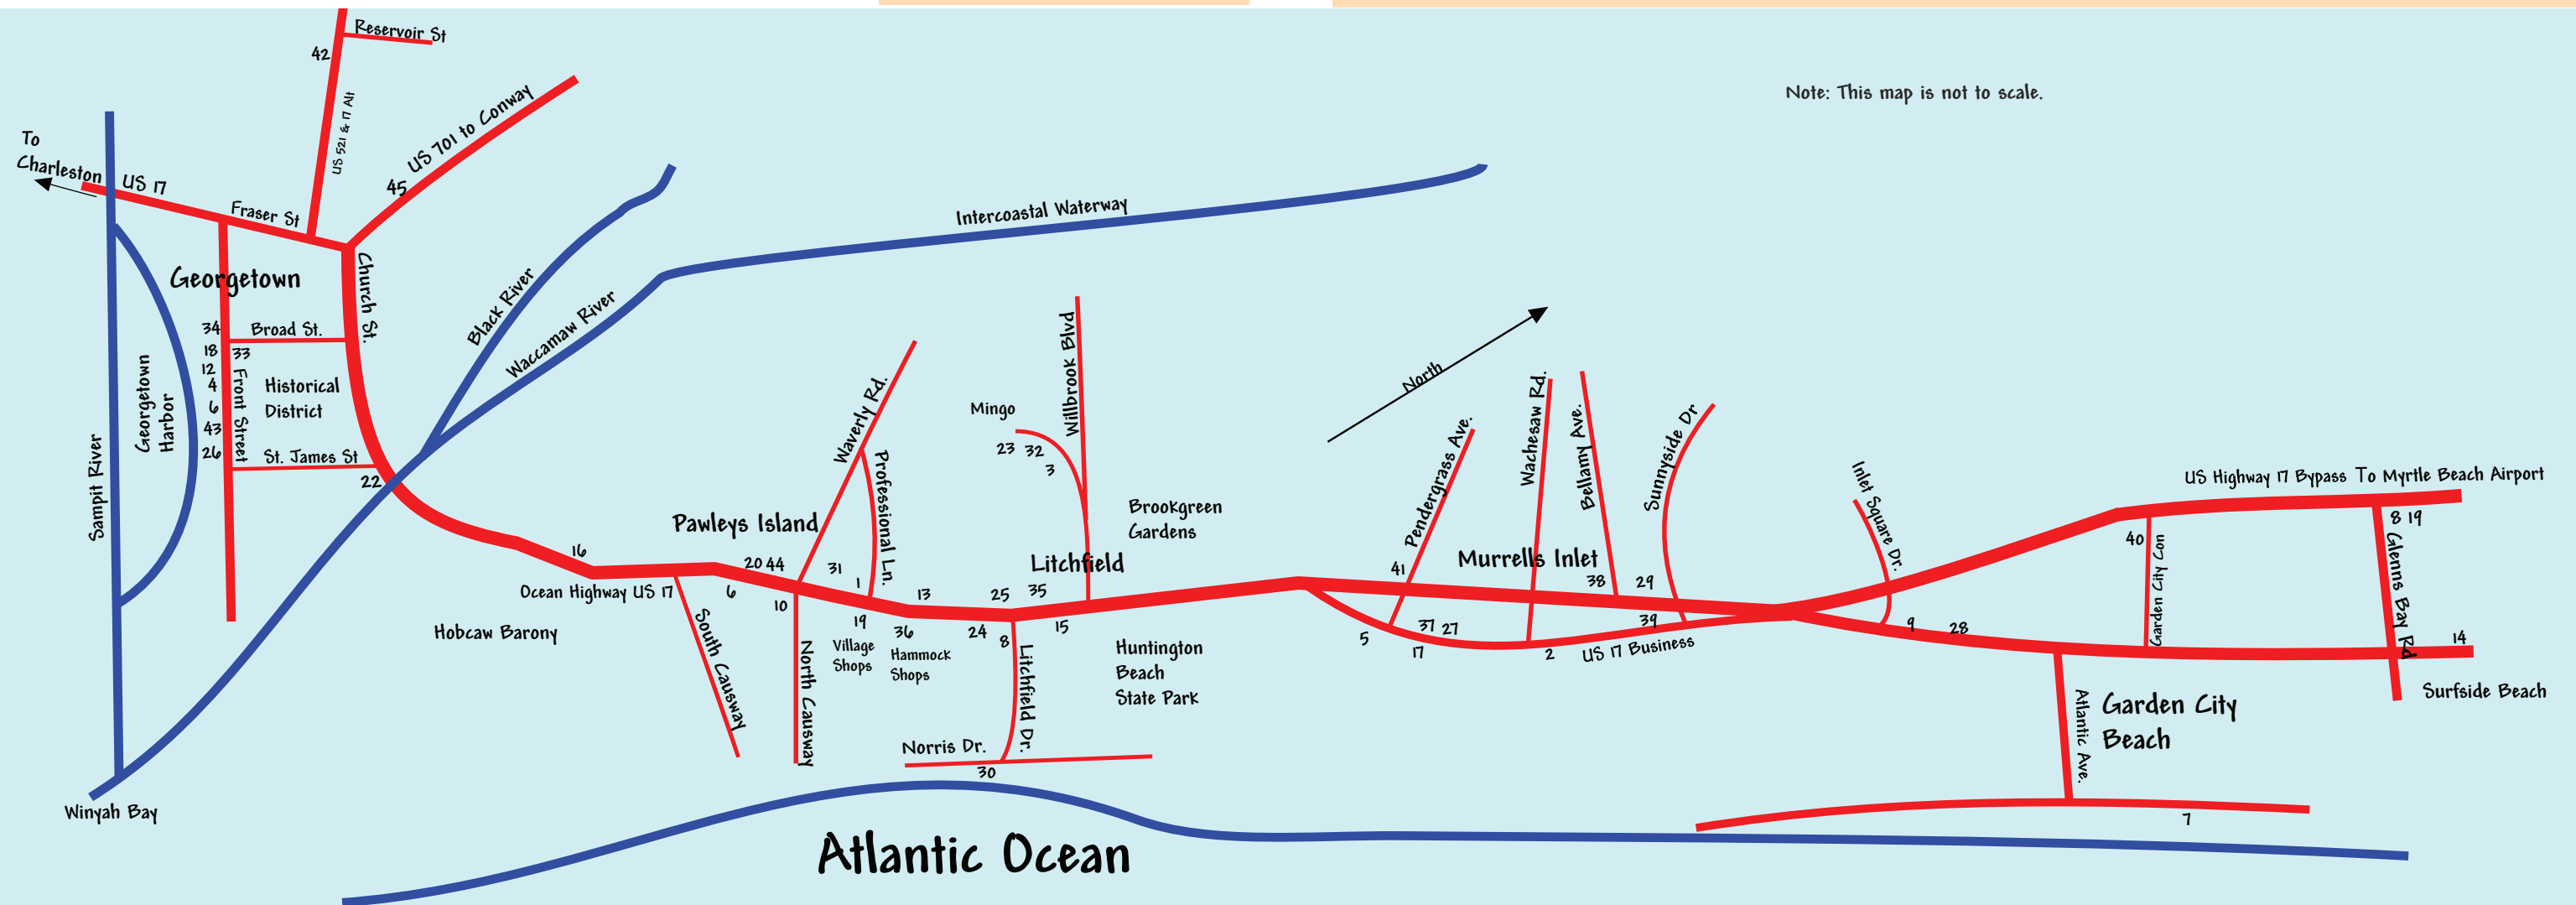 Reservoir St
42
US 521 & 17 Alt
US 701 to Conway
45
Note: This map is not to scale.
To
Charleston
US 17
Fraser St
Georgetown
Church St.
34
Broad St.
18
33
12
4
6
43
26
Front Street
Historical
District
St. James St
22
Georgetown
Harbor
Sampit River
Winyah Bay
Black River
Waccamaw River
Intercoastal Waterway
16
Ocean Highway US 17
Hobcaw Barony
Pawleys Island
20 44
6
South Causway
10
North Causway
Waverly Rd.
Professional Ln.
31
1
19
Village
Shops
13
36
Hammock
Shops
25
24
8
35
15
Litchfield
Litchfield Dr.
Norris Dr.
30
Mingo
23
32
3
Willbrook Blvd
Brookgreen
Gardens
Huntington
Beach
State Park
North
Pendergrass Ave.
41
Wachesaw Rd.
Bellamy Ave.
Sunnyside Dr
Murrells Inlet
38
29
5
37
27
17
2
39
US 17 Business
Inlet Square Dr.
9
28
US Highway 17 Bypass To Myrtle Beach Airport
40
Garden City Con
8 19
Glenns Bay Rd
14
Surfside Beach
Atlantic Ave.
Garden City
Beach
7
Atlantic Ocean